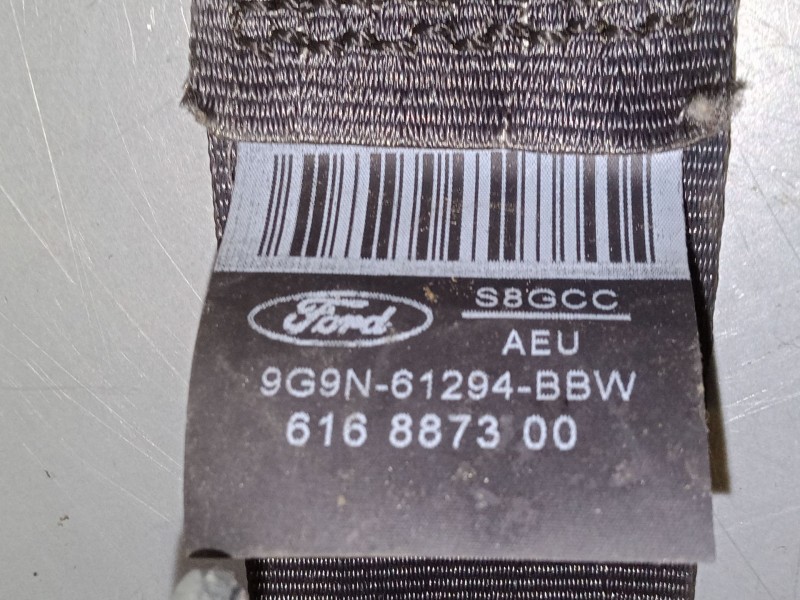 Ford
S8GCC
AEU
9G9N-61294-BBW
616 8873 00